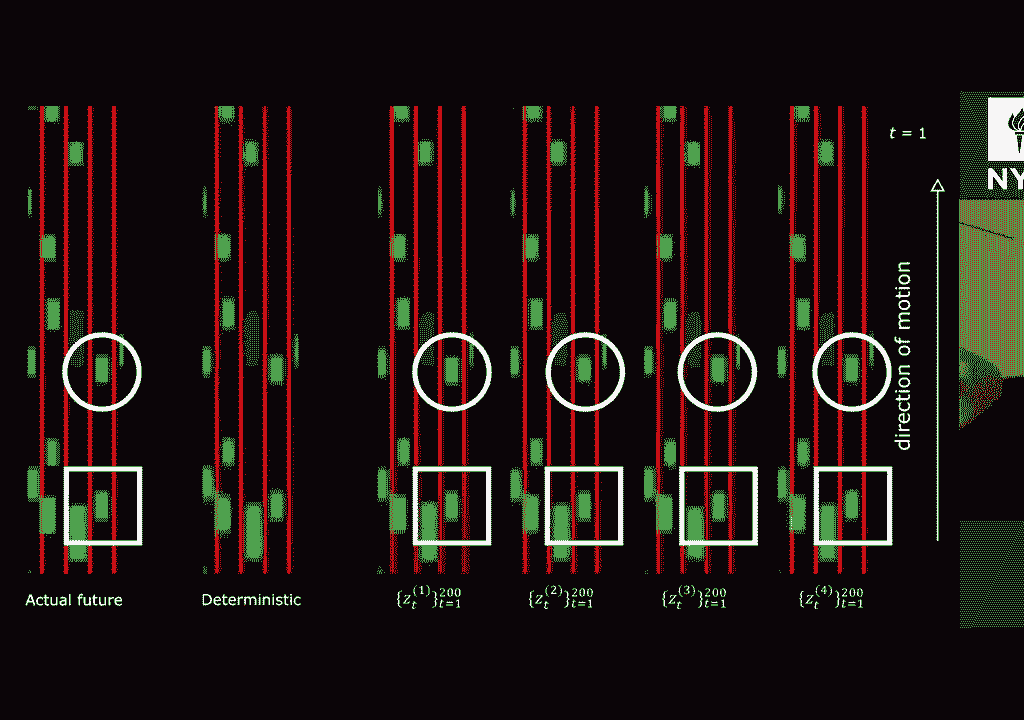 t = 1
NY
direction of motion
Actual future
Deterministic
{z_t^{(1)}}_{t=1}^{200}
{z_t^{(2)}}_{t=1}^{200}
{z_t^{(3)}}_{t=1}^{200}
{z_t^{(4)}}_{t=1}^{200}